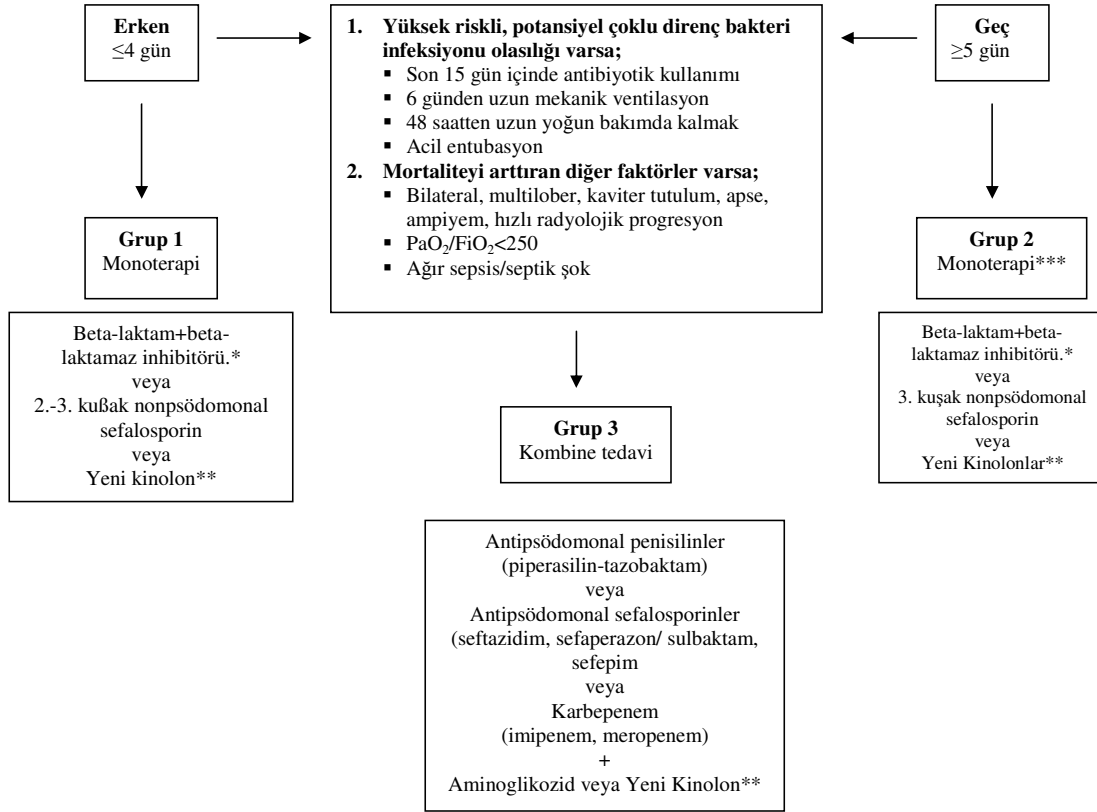 Erken
≤4 gün
1. Yüksek riskli, potansiyel çoklu direnç bakteri
infeksiyonu olasılığı varsa;
▪ Son 15 gün içinde antibiyotik kullanımı
▪ 6 günden uzun mekanik ventilasyon
▪ 48 saatten uzun yoğun bakımda kalmak
▪ Acil entubasyon
2. Mortaliteyi arttıran diğer faktörler varsa;
▪ Bilateral, multilober, kaviter tutulum, apse,
ampiyem, hızlı radyolojik progresyon
▪ PaO₂/FiO₂<250
▪ Ağır sepsis/septik şok
Geç
≥5 gün
Grup 1
Monoterapi
Grup 2
Monoterapi***
Beta-laktam+beta-
laktamaz inhibitörü.*
veya
2.-3. kußak nonpsödomonal
sefalosporin
veya
Yeni kinolon**
Beta-laktam+beta-
laktamaz inhibitörü.*
veya
3. kuşak nonpsödomonal
sefalosporin
veya
Yeni Kinolonlar**
Grup 3
Kombine tedavi
Antipsödomonal penisilinler
(piperasilin-tazobaktam)
veya
Antipsödomonal sefalosporinler
(seftazidim, sefaperazon/ sulbaktam,
sefepim
veya
Karbepenem
(imipenem, meropenem)
+
Aminoglikozid veya Yeni Kinolon**